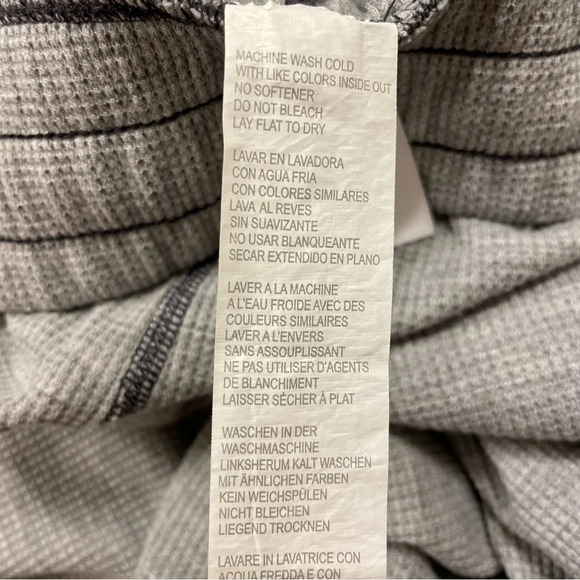 MACHINE WASH COLD
WITH LIKE COLORS INSIDE OUT
NO SOFTENER
DO NOT BLEACH
LAY FLAT TO DRY
LAVAR EN LAVADORA
CON AGUA FRIA
CON COLORES SIMILARES
LAVA AL REVES
SIN SUAVIZANTE
NO USAR BLANQUEANTE
SECAR EXTENDIDO EN PLANO
LAVER A LA MACHINE
A L'EAU FROIDE AVEC DES
COULEURS SIMILAIRES
LAVER A L'ENVERS
SANS ASSOUPLISSANT
NE PAS UTILISER D'AGENTS
DE BLANCHIMENT
LAISSER SÉCHER À PLAT
WASCHEN IN DER
WASCHMASCHINE
LINKSHERUM KALT WASCHEN
MIT ÄHNLICHEN FARBEN
KEIN WEICHSPÜLEN
NICHT BLEICHEN
LIEGEND TROCKNEN
LAVARE IN LAVATRICE CON
ACQUA FREDDA E CON